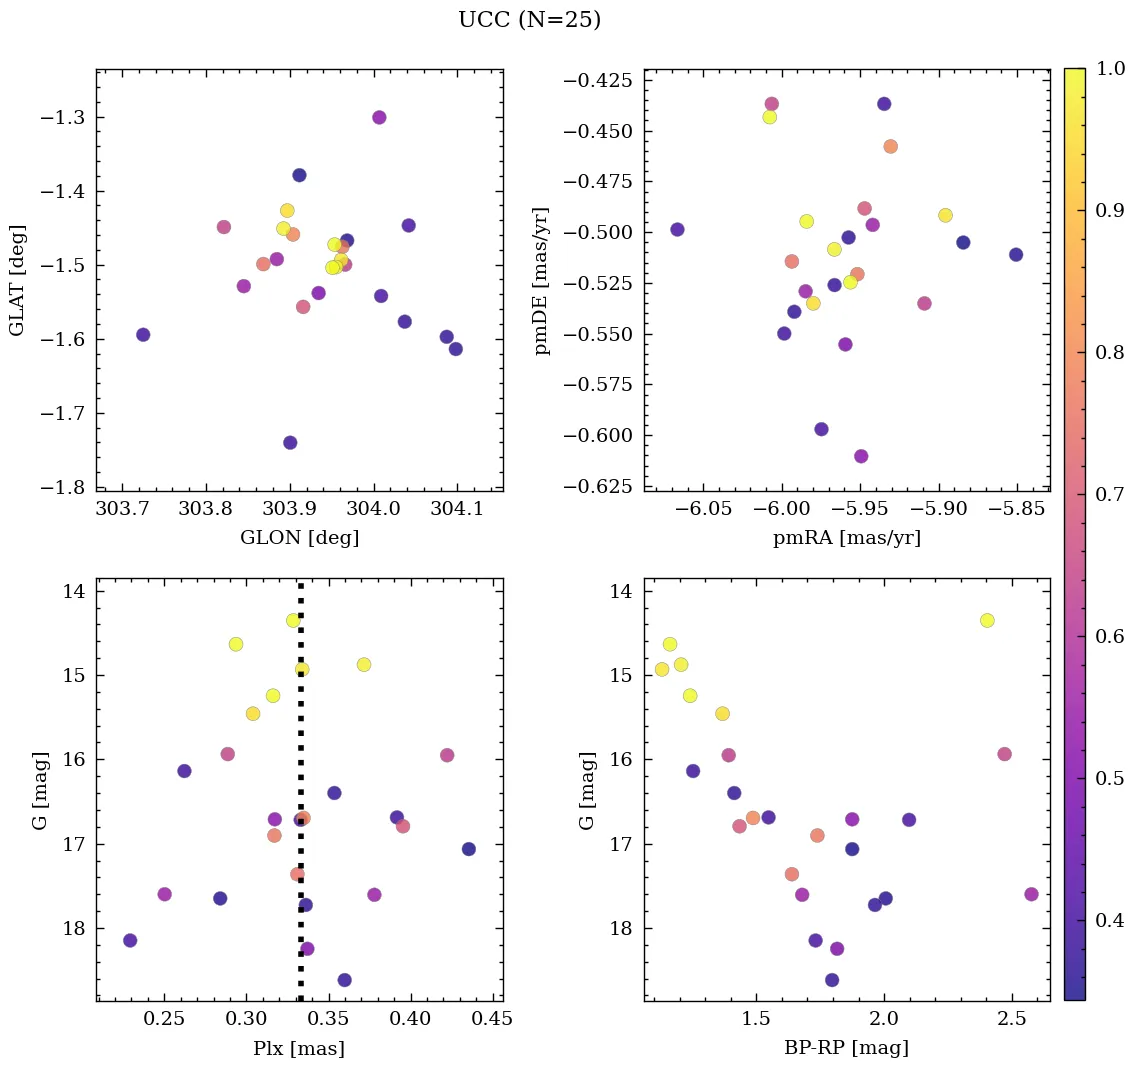 UCC (N=25)
−1.3
−1.4
−1.5
−1.6
−1.7
−1.8
GLAT [deg]
303.7 303.8 303.9 304.0 304.1
GLON [deg]
−0.425
−0.450
−0.475
−0.500
−0.525
−0.550
−0.575
−0.600
−0.625
pmDE [mas/yr]
−6.05 −6.00 −5.95 −5.90 −5.85
pmRA [mas/yr]
14
15
16
17
18
G [mag]
0.25 0.30 0.35 0.40 0.45
Plx [mas]
14
15
16
17
18
G [mag]
1.5 2.0 2.5
BP-RP [mag]
1.0
0.9
0.8
0.7
0.6
0.5
0.4